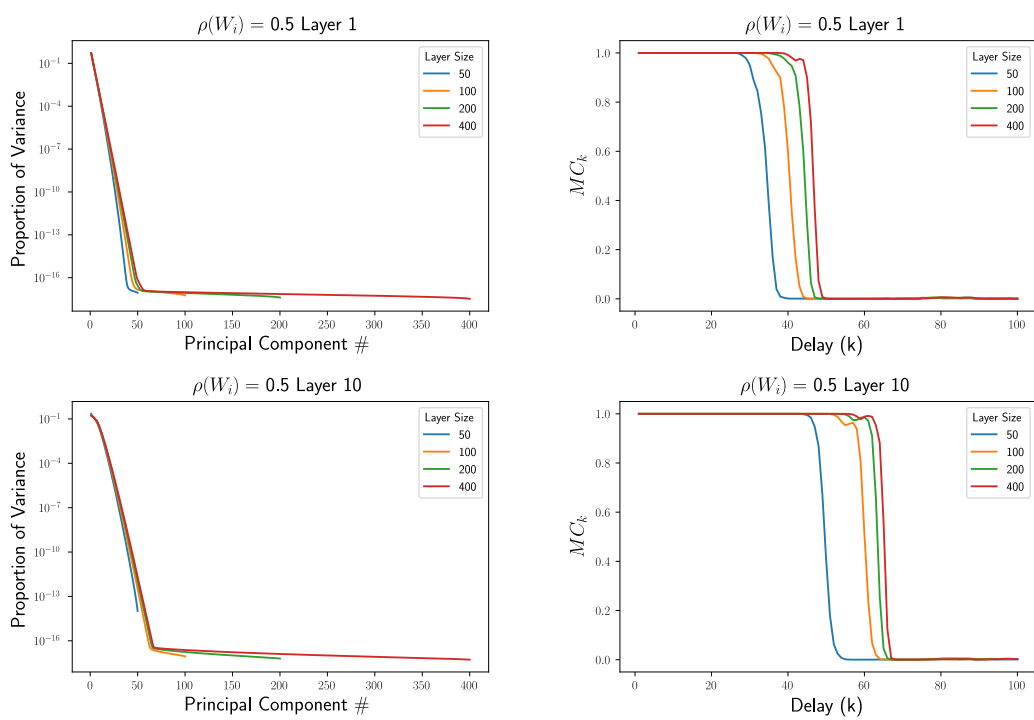 ρ(W_i) = 0.5 Layer 1
Proportion of Variance
10^−1
10^−4
10^−7
10^−10
10^−13
10^−16
0 50 100 150 200 250 300 350 400
Principal Component #
Layer Size
50
100
200
400
ρ(W_i) = 0.5 Layer 1
MC_k
1.0
0.8
0.6
0.4
0.2
0.0
0 20 40 60 80 100
Delay (k)
Layer Size
50
100
200
400
ρ(W_i) = 0.5 Layer 10
Proportion of Variance
10^−1
10^−4
10^−7
10^−10
10^−13
10^−16
0 50 100 150 200 250 300 350 400
Principal Component #
Layer Size
50
100
200
400
ρ(W_i) = 0.5 Layer 10
MC_k
1.0
0.8
0.6
0.4
0.2
0.0
0 20 40 60 80 100
Delay (k)
Layer Size
50
100
200
400